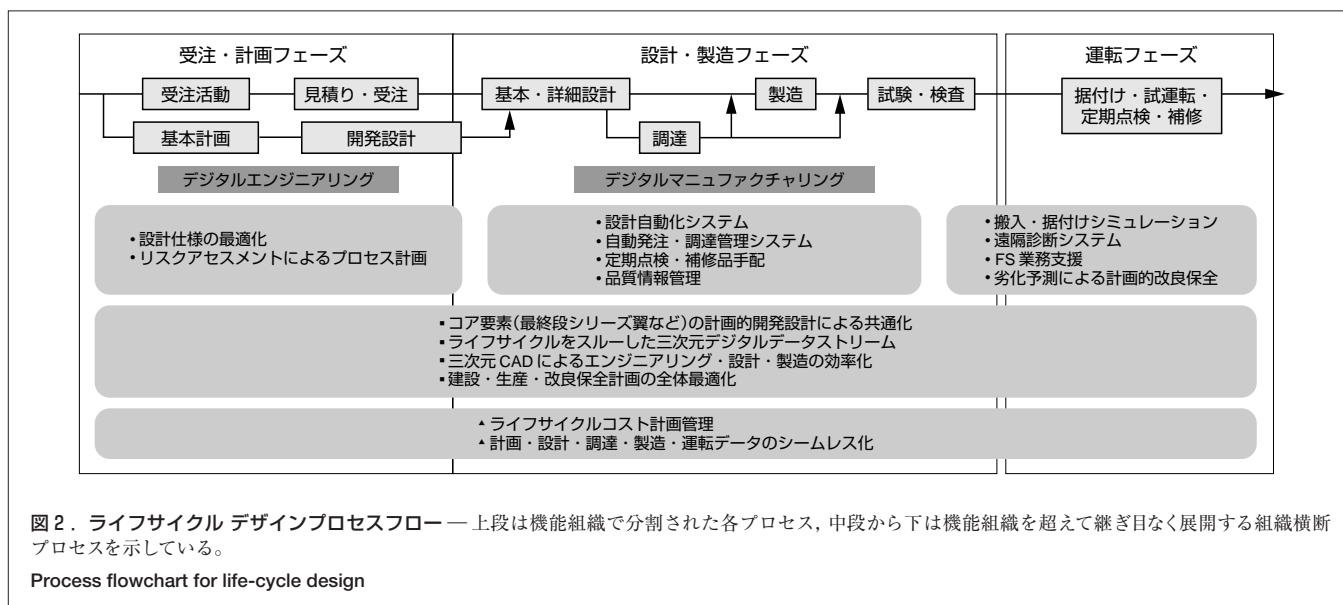 受注・計画フェーズ
設計・製造フェーズ
運転フェーズ
受注活動
見積り・受注
基本・詳細設計
製造
試験・検査
据付け・試運転・
定期点検・補修
基本計画
開発設計
調達
デジタルエンジニアリング
デジタルマニュファクチャリング
•設計仕様の最適化
•リスクアセスメントによるプロセス計画
•設計自動化システム
•自動発注・調達管理システム
•定期点検・補修品手配
•品質情報管理
•搬入・据付けシミュレーション
•遠隔診断システム
•FS 業務支援
•劣化予測による計画的改良保全
▪コア要素(最終段シリーズ翼など)の計画的開発設計による共通化
▪ライフサイクルをスルーした三次元デジタルデータストリーム
▪三次元 CAD によるエンジニアリング・設計・製造の効率化
▪建設・生産・改良保全計画の全体最適化
▴ライフサイクルコスト計画管理
▴計画・設計・調達・製造・運転データのシームレス化
図2．ライフサイクル デザインプロセスフロー — 上段は機能組織で分割された各プロセス，中段から下は機能組織を超えて継ぎ目なく展開する組織横断
プロセスを示している。
Process flowchart for life-cycle design